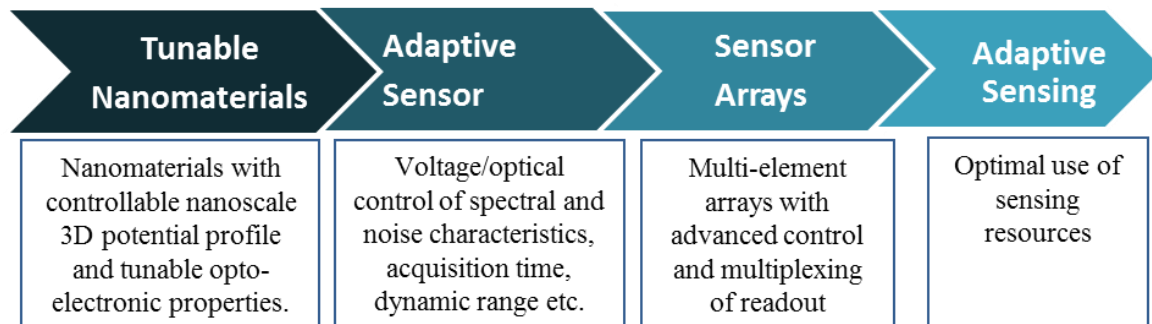 Tunable
Nanomaterials
Adaptive
Sensor
Sensor
Arrays
Adaptive
Sensing
Nanomaterials with
controllable nanoscale
3D potential profile
and tunable opto-
electronic properties.
Voltage/optical
control of spectral and
noise characteristics,
acquisition time,
dynamic range etc.
Multi-element
arrays with
advanced control
and multiplexing
of readout
Optimal use of
sensing
resources